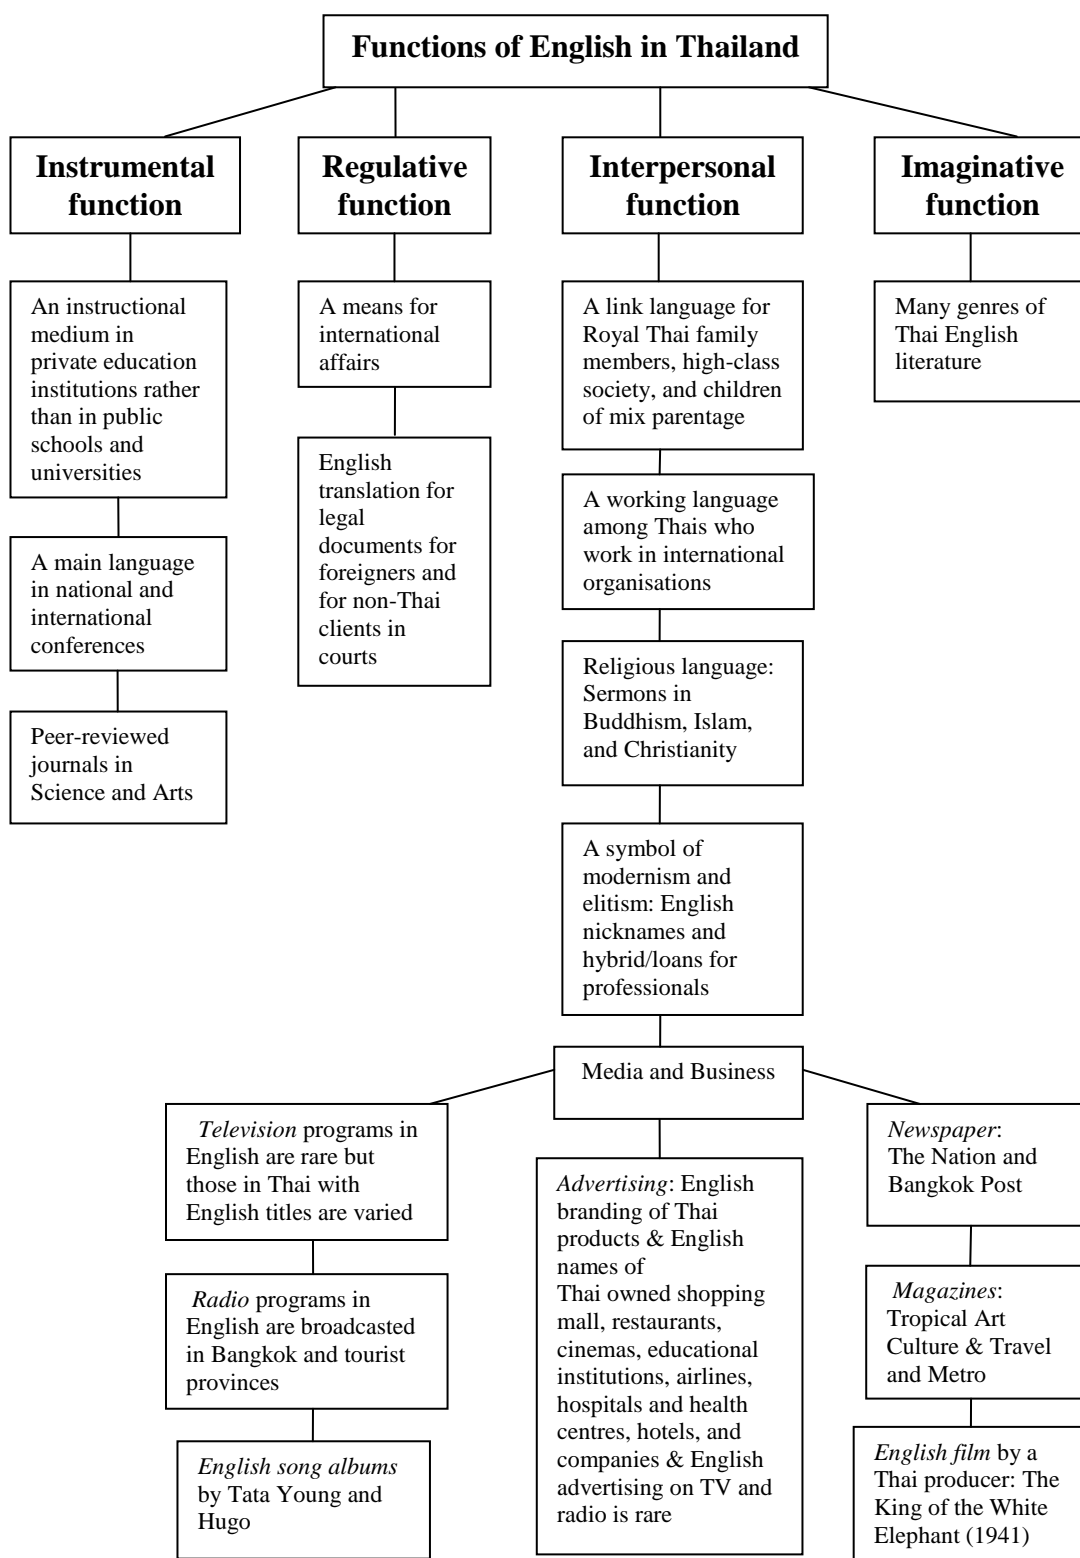 Functions of English in Thailand
Instrumental
function
Regulative
function
Interpersonal
function
Imaginative
function
An instructional
medium in
private education
institutions rather
than in public
schools and
universities
A main language
in national and
international
conferences
Peer-reviewed
journals in
Science and Arts
A means for
international
affairs
English
translation for
legal
documents for
foreigners and
for non-Thai
clients in
courts
A link language for
Royal Thai family
members, high-class
society, and children
of mix parentage
A working language
among Thais who
work in international
organisations
Religious language:
Sermons in
Buddhism, Islam,
and Christianity
A symbol of
modernism and
elitism: English
nicknames and
hybrid/loans for
professionals
Many genres of
Thai English
literature
Media and Business
Television programs in
English are rare but
those in Thai with
English titles are varied
Radio programs in
English are broadcasted
in Bangkok and tourist
provinces
English song albums
by Tata Young and
Hugo
Advertising: English
branding of Thai
products & English
names of
Thai owned shopping
mall, restaurants,
cinemas, educational
institutions, airlines,
hospitals and health
centres, hotels, and
companies & English
advertising on TV and
radio is rare
Newspaper:
The Nation and
Bangkok Post
Magazines:
Tropical Art
Culture & Travel
and Metro
English film by a
Thai producer: The
King of the White
Elephant (1941)